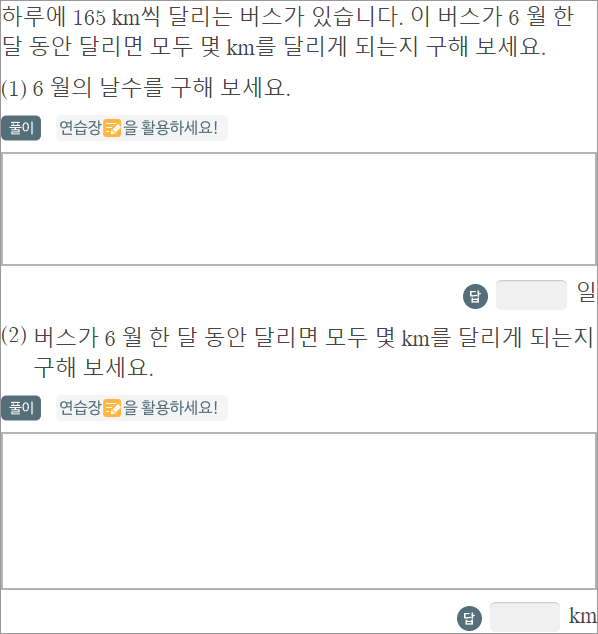 하루에 165 km씩 달리는 버스가 있습니다. 이 버스가 6 월 한
달 동안 달리면 모두 몇 km를 달리게 되는지 구해 보세요.
(1) 6 월의 날수를 구해 보세요.
풀이 연습장을 활용하세요!
답 일
(2) 버스가 6 월 한 달 동안 달리면 모두 몇 km를 달리게 되는지
구해 보세요.
풀이 연습장을 활용하세요!
답 km